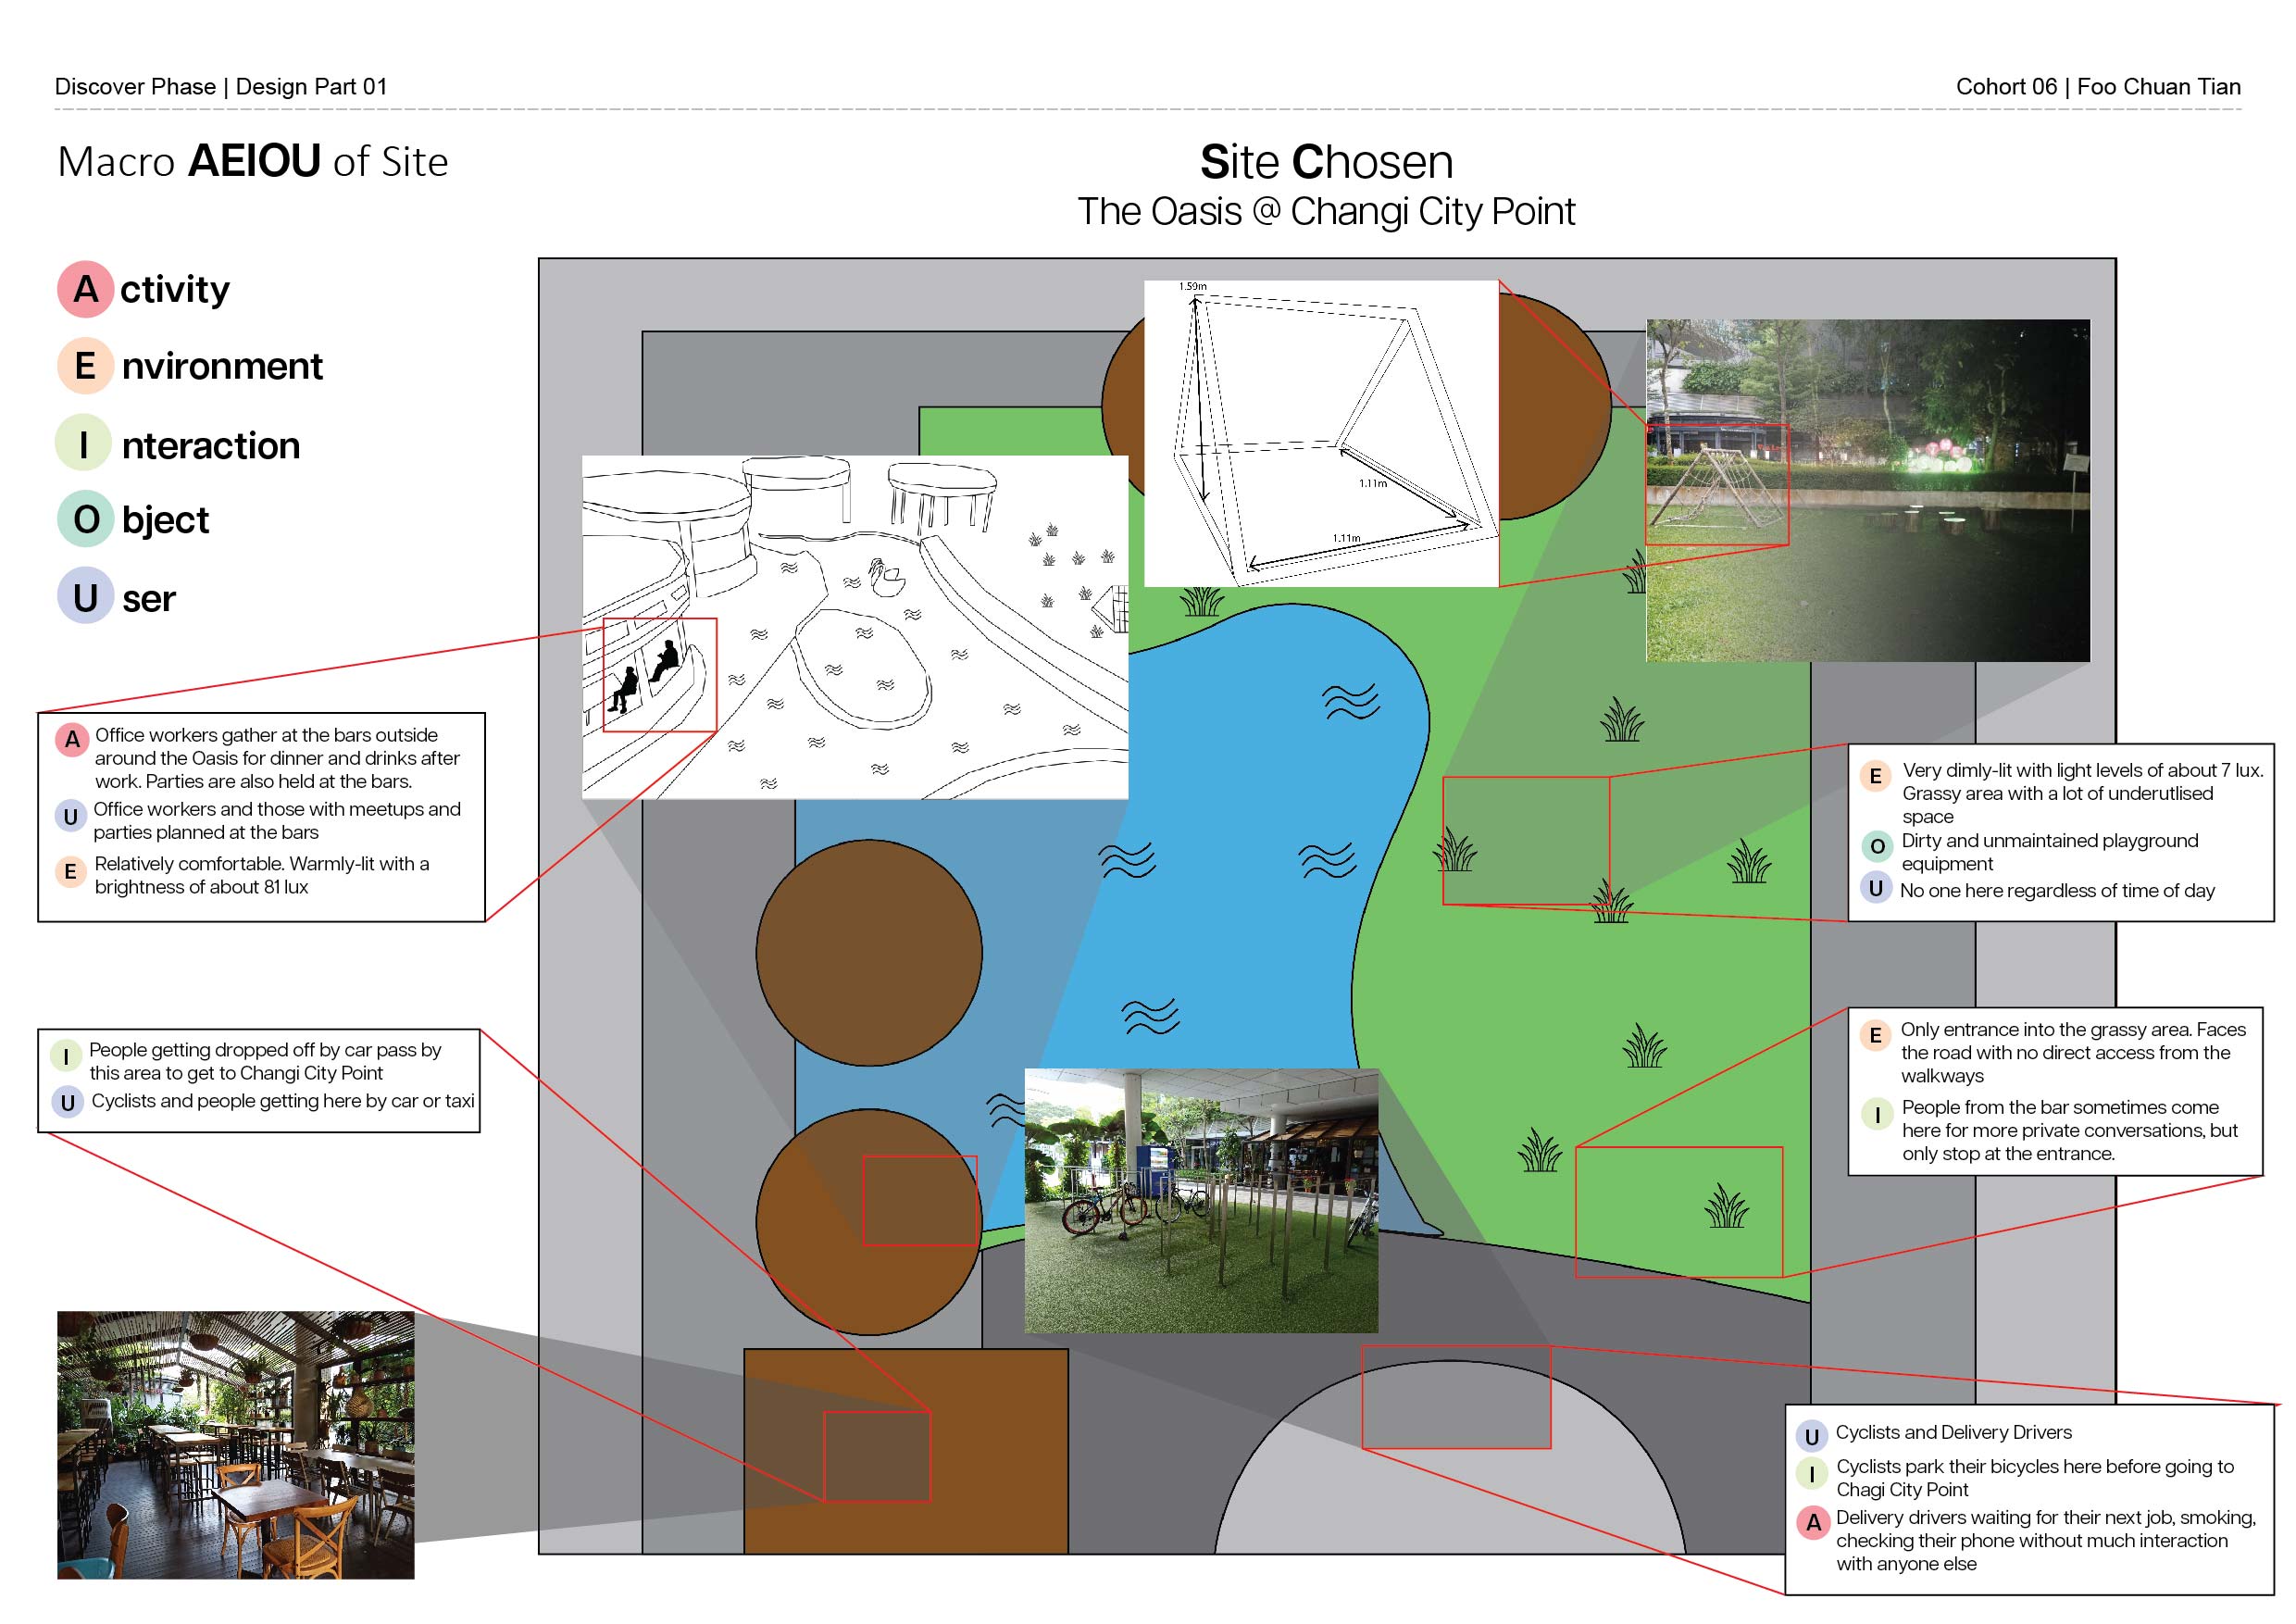 Discover Phase | Design Part 01
Cohort 06 | Foo Chuan Tian
Macro AEIOU of Site
Site Chosen
The Oasis @ Changi City Point
A ctivity
E nvironment
I nteraction
O bject
U ser
1.59m
1.11m
1.11m
A Office workers gather at the bars outside
around the Oasis for dinner and drinks after
work. Parties are also held at the bars.
U Office workers and those with meetups and
parties planned at the bars
E Relatively comfortable. Warmly-lit with a
brightness of about 81 lux
E Very dimly-lit with light levels of about 7 lux.
Grassy area with a lot of underutlised
space
O Dirty and unmaintained playground
equipment
U No one here regardless of time of day
I People getting dropped off by car pass by
this area to get to Changi City Point
U Cyclists and people getting here by car or taxi
E Only entrance into the grassy area. Faces
the road with no direct access from the
walkways
I People from the bar sometimes come
here for more private conversations, but
only stop at the entrance.
U Cyclists and Delivery Drivers
I Cyclists park their bicycles here before going to
Chagi City Point
A Delivery drivers waiting for their next job, smoking,
checking their phone without much interaction
with anyone else